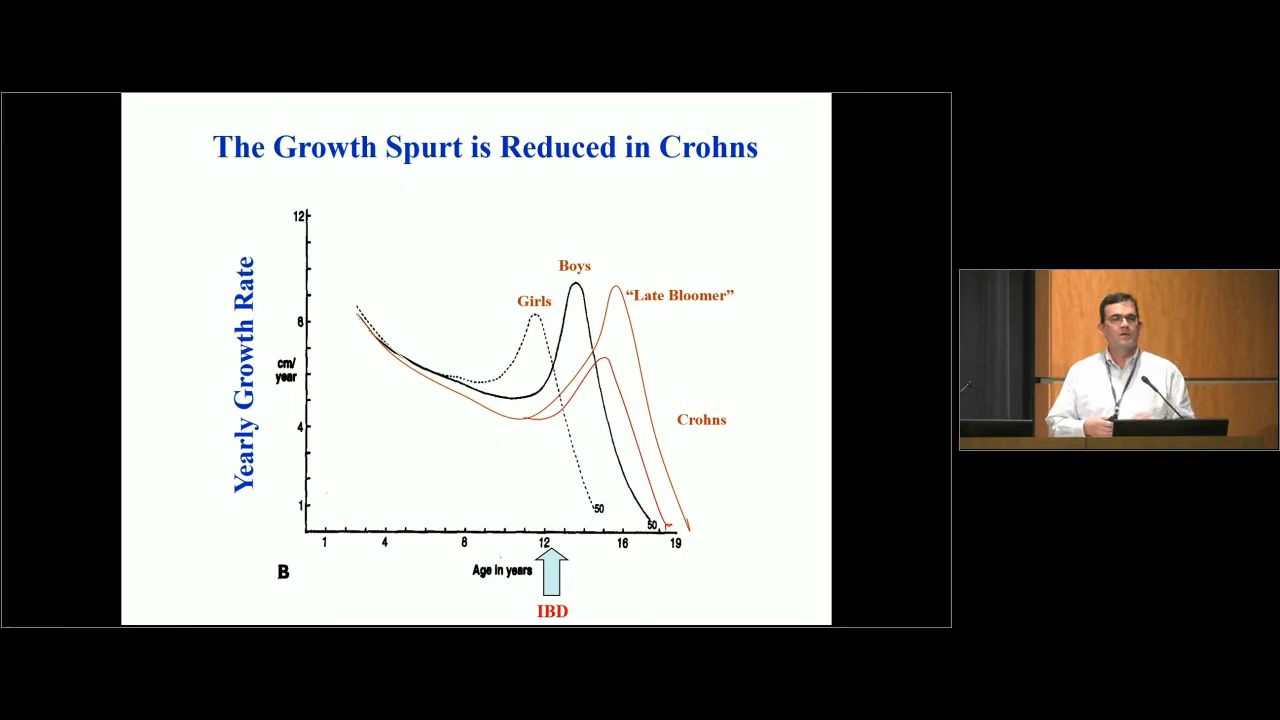 The Growth Spurt is Reduced in Crohns
Yearly Growth Rate
cm/
year
12
8
4
1
Boys
Girls
“Late Bloomer”
Crohns
50
50
1
4
8
12
16
19
B
Age in years
IBD